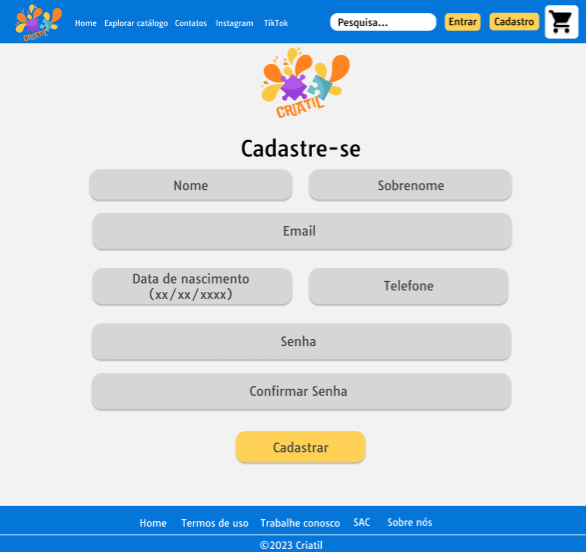 CRIATIL
Home Explorar catálogo Contatos Instagram TikTok Pesquisa... Entrar Cadastro
CRIATIL
Cadastre-se
Nome Sobrenome
Email
Data de nascimento
(xx/xx/xxxx)
Telefone
Senha
Confirmar Senha
Cadastrar
Home Termos de uso Trabalhe conosco SAC Sobre nós
©2023 Criatil